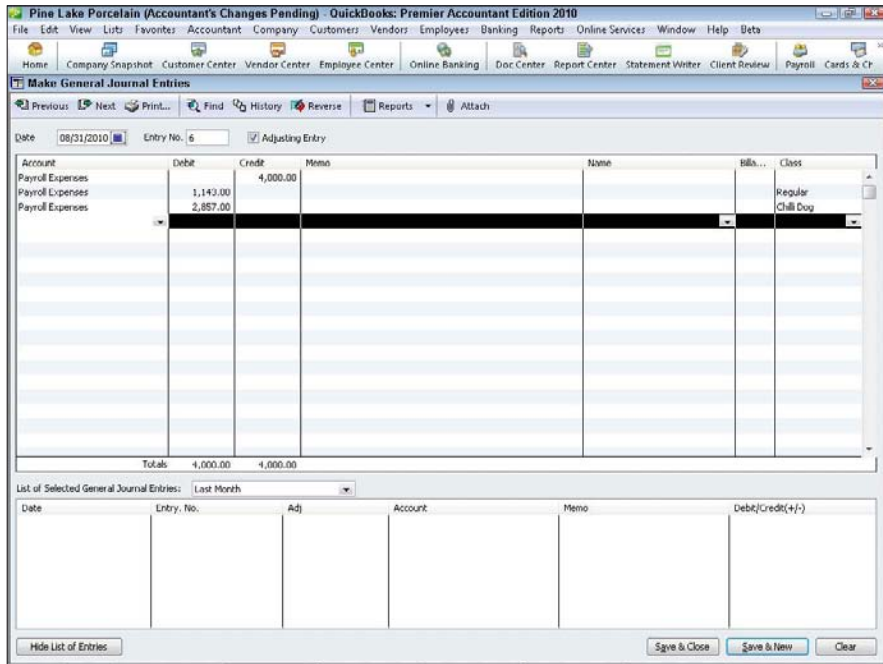 Pine Lake Porcelain (Accountant's Changes Pending) - QuickBooks: Premier Accountant Edition 2010
File Edit View Lists Favorites Accountant Company Customers Vendors Employees Banking Reports Online Services Window Help Beta
Home Company Snapshot Customer Center Vendor Center Employee Center Online Banking Doc Center Report Center Statement Writer Client Review Payroll Cards & Cr
Make General Journal Entries
Previous Next Print... Find History Reverse Reports Attach
Date 08/31/2010 Entry No. 6 Adjusting Entry
Account Debit Credit Memo Name Billa... Class
Payroll Expenses 4,000.00
Payroll Expenses 1,143.00 Regular
Payroll Expenses 2,857.00 Chili Dog
Totals 4,000.00 4,000.00
List of Selected General Journal Entries: Last Month
Date Entry. No. Adj Account Memo Debit/Credit(+/-)
Hide List of Entries Save & Close Save & New Clear